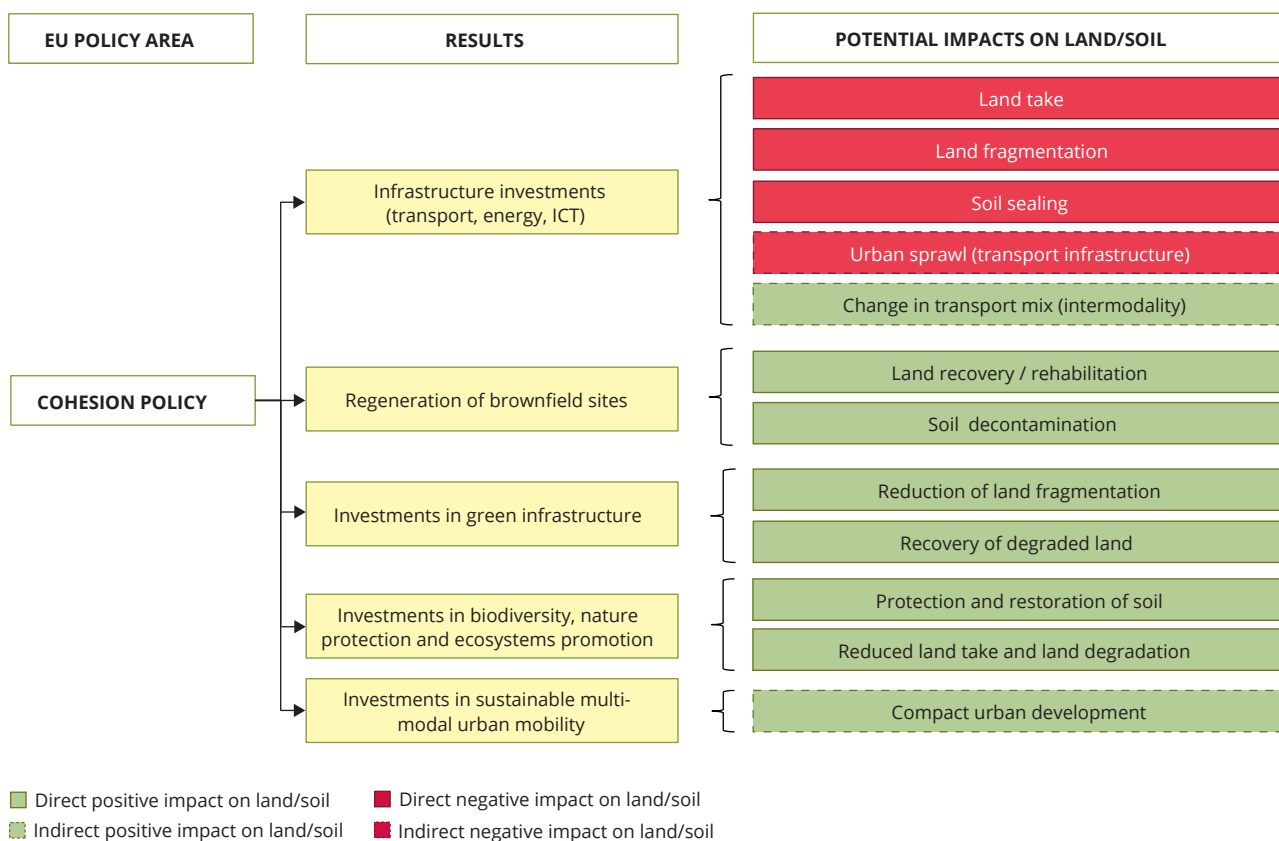 EU POLICY AREA
RESULTS
POTENTIAL IMPACTS ON LAND/SOIL
COHESION POLICY
Infrastructure investments
(transport, energy, ICT)
Land take
Land fragmentation
Soil sealing
Urban sprawl (transport infrastructure)
Change in transport mix (intermodality)
Regeneration of brownfield sites
Land recovery / rehabilitation
Soil decontamination
Investments in green infrastructure
Reduction of land fragmentation
Recovery of degraded land
Investments in biodiversity, nature
protection and ecosystems promotion
Protection and restoration of soil
Reduced land take and land degradation
Investments in sustainable multi-
modal urban mobility
Compact urban development
Direct positive impact on land/soil
Direct negative impact on land/soil
Indirect positive impact on land/soil
Indirect negative impact on land/soil